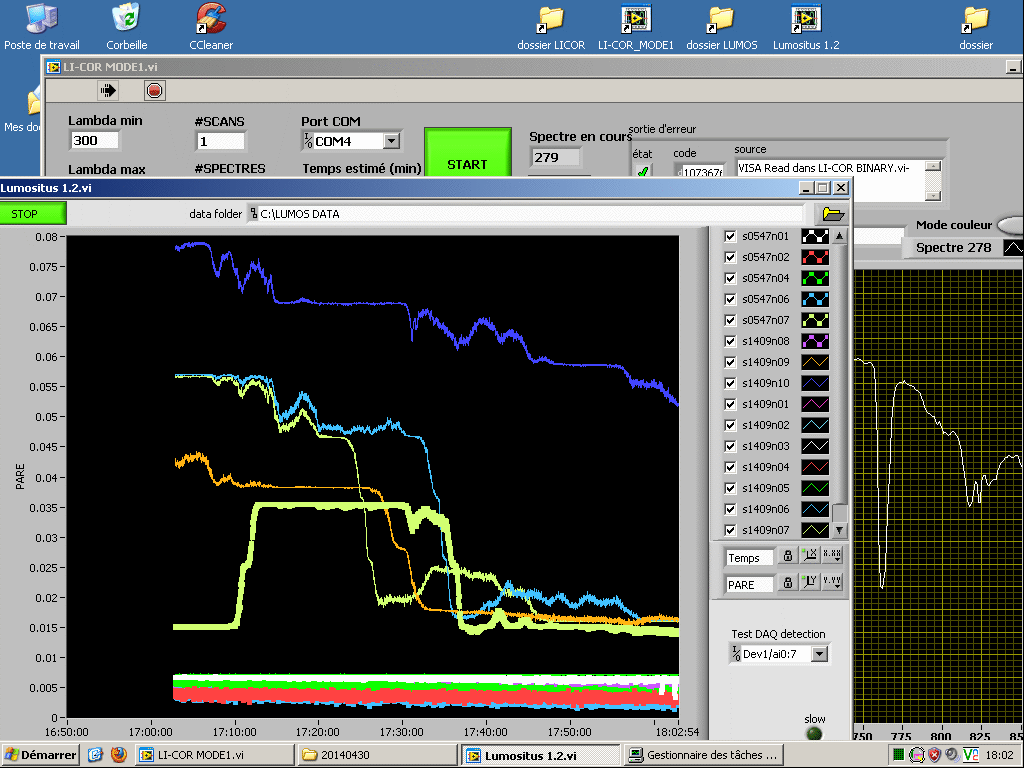 Poste de travail
Corbeille
CCleaner
dossier LICOR
LI-COR_MODE1
dossier LUMOS
Lumositus 1.2
dossier
Mes do
LI-COR MODE1.vi
Lambda min
#SCANS
Port COM
300
1
COM4
Lambda max
#SPECTRES
Temps estimé (min)
START
Spectre en cours
279
sortie d'erreur
état
code
source
VISA Read dans LI-COR BINARY.vi-
Lumositus 1.2.vi
STOP
data folder
C:\LUMOS DATA
Mode couleur
Spectre 278
0.08
0.075
0.07
0.065
0.06
0.055
0.05
0.045
0.04
0.035
0.03
0.025
0.02
0.015
0.01
0.005
0
PARE
16:50:00
17:00:00
17:10:00
17:20:00
17:30:00
17:40:00
17:50:00
18:02:54
s0547n01
s0547n02
s0547n04
s0547n06
s0547n07
s1409n08
s1409n09
s1409n10
s1409n01
s1409n02
s1409n03
s1409n04
s1409n05
s1409n06
s1409n07
Temps
PARE
Test DAQ detection
Dev1/ai0:7
slow
750
775
800
825
85
Démarrer
LI-COR MODE1.vi
20140430
Lumositus 1.2.vi
Gestionnaire des tâches ...
18:02